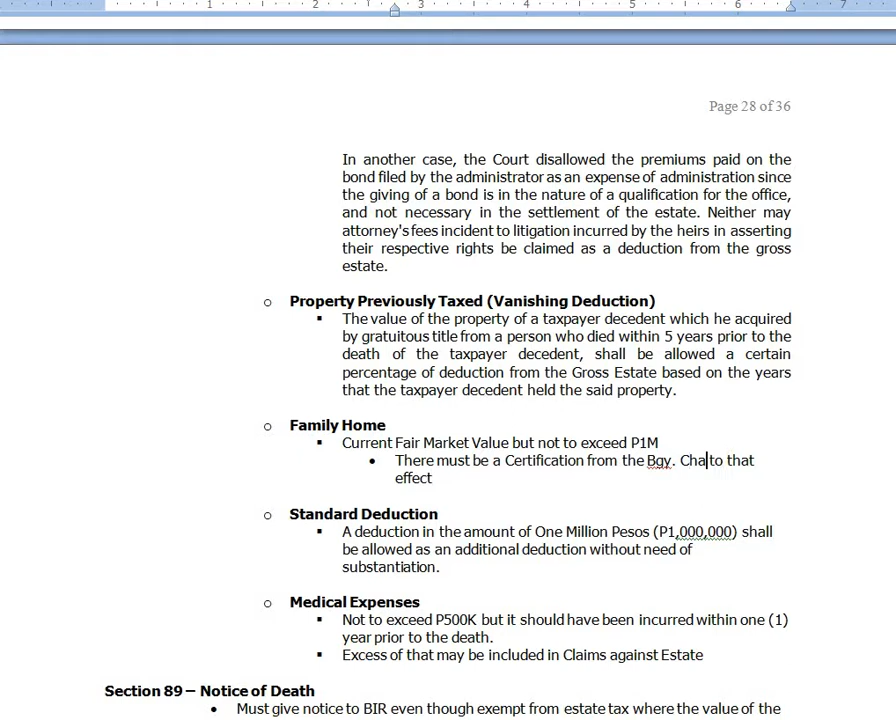 1 2 3 4 5 6 7
Page 28 of 36
In another case, the Court disallowed the premiums paid on the
bond filed by the administrator as an expense of administration since
the giving of a bond is in the nature of a qualification for the office,
and not necessary in the settlement of the estate. Neither may
attorney's fees incident to litigation incurred by the heirs in asserting
their respective rights be claimed as a deduction from the gross
estate.
o Property Previously Taxed (Vanishing Deduction)
▪ The value of the property of a taxpayer decedent which he acquired
by gratuitous title from a person who died within 5 years prior to the
death of the taxpayer decedent, shall be allowed a certain
percentage of deduction from the Gross Estate based on the years
that the taxpayer decedent held the said property.
o Family Home
▪ Current Fair Market Value but not to exceed P1M
• There must be a Certification from the Bgy. Cha to that
effect
o Standard Deduction
▪ A deduction in the amount of One Million Pesos (P1,000,000) shall
be allowed as an additional deduction without need of
substantiation.
o Medical Expenses
▪ Not to exceed P500K but it should have been incurred within one (1)
year prior to the death.
▪ Excess of that may be included in Claims against Estate
Section 89 – Notice of Death
• Must give notice to BIR even though exempt from estate tax where the value of the